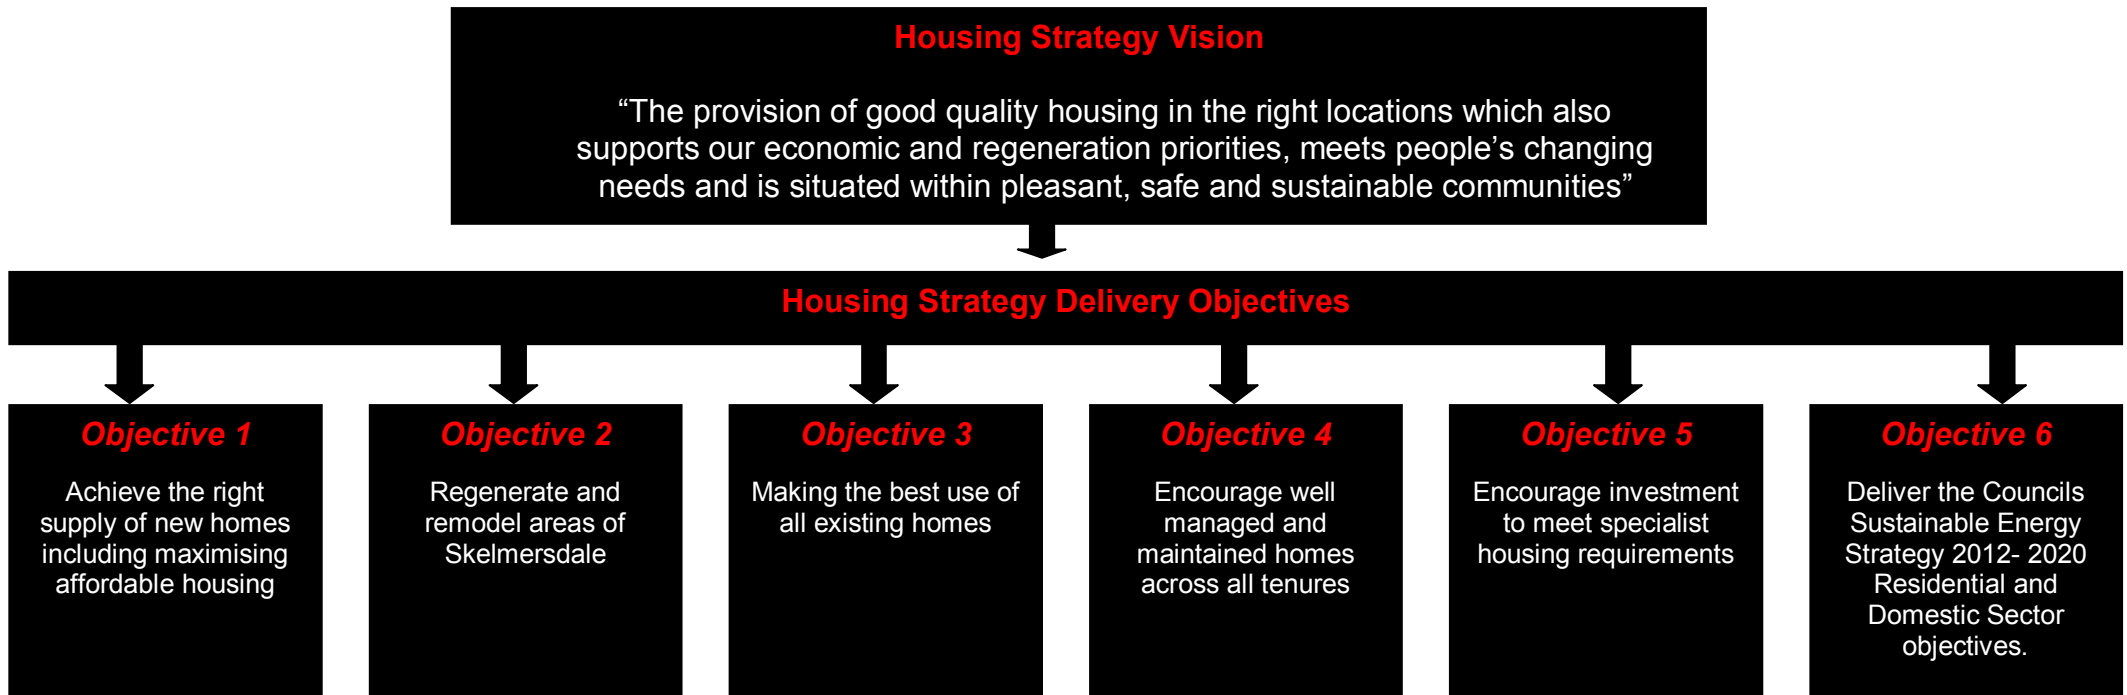 Housing Strategy Vision
“The provision of good quality housing in the right locations which also
supports our economic and regeneration priorities, meets people’s changing
needs and is situated within pleasant, safe and sustainable communities”
Housing Strategy Delivery Objectives
Objective 1
Achieve the right
supply of new homes
including maximising
affordable housing
Objective 2
Regenerate and
remodel areas of
Skelmersdale
Objective 3
Making the best use of
all existing homes
Objective 4
Encourage well
managed and
maintained homes
across all tenures
Objective 5
Encourage investment
to meet specialist
housing requirements
Objective 6
Deliver the Councils
Sustainable Energy
Strategy 2012- 2020
Residential and
Domestic Sector
objectives.